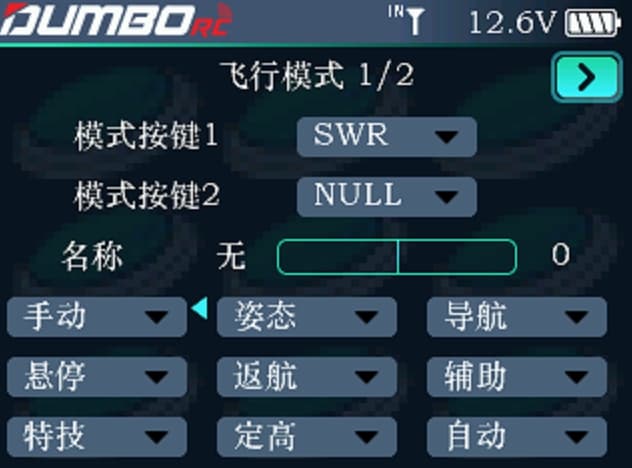 DUMBORC IN 12.6V
飞行模式 1/2
模式按键1 SWR
模式按键2 NULL
名称 无 0
手动 姿态 导航
悬停 返航 辅助
特技 定高 自动